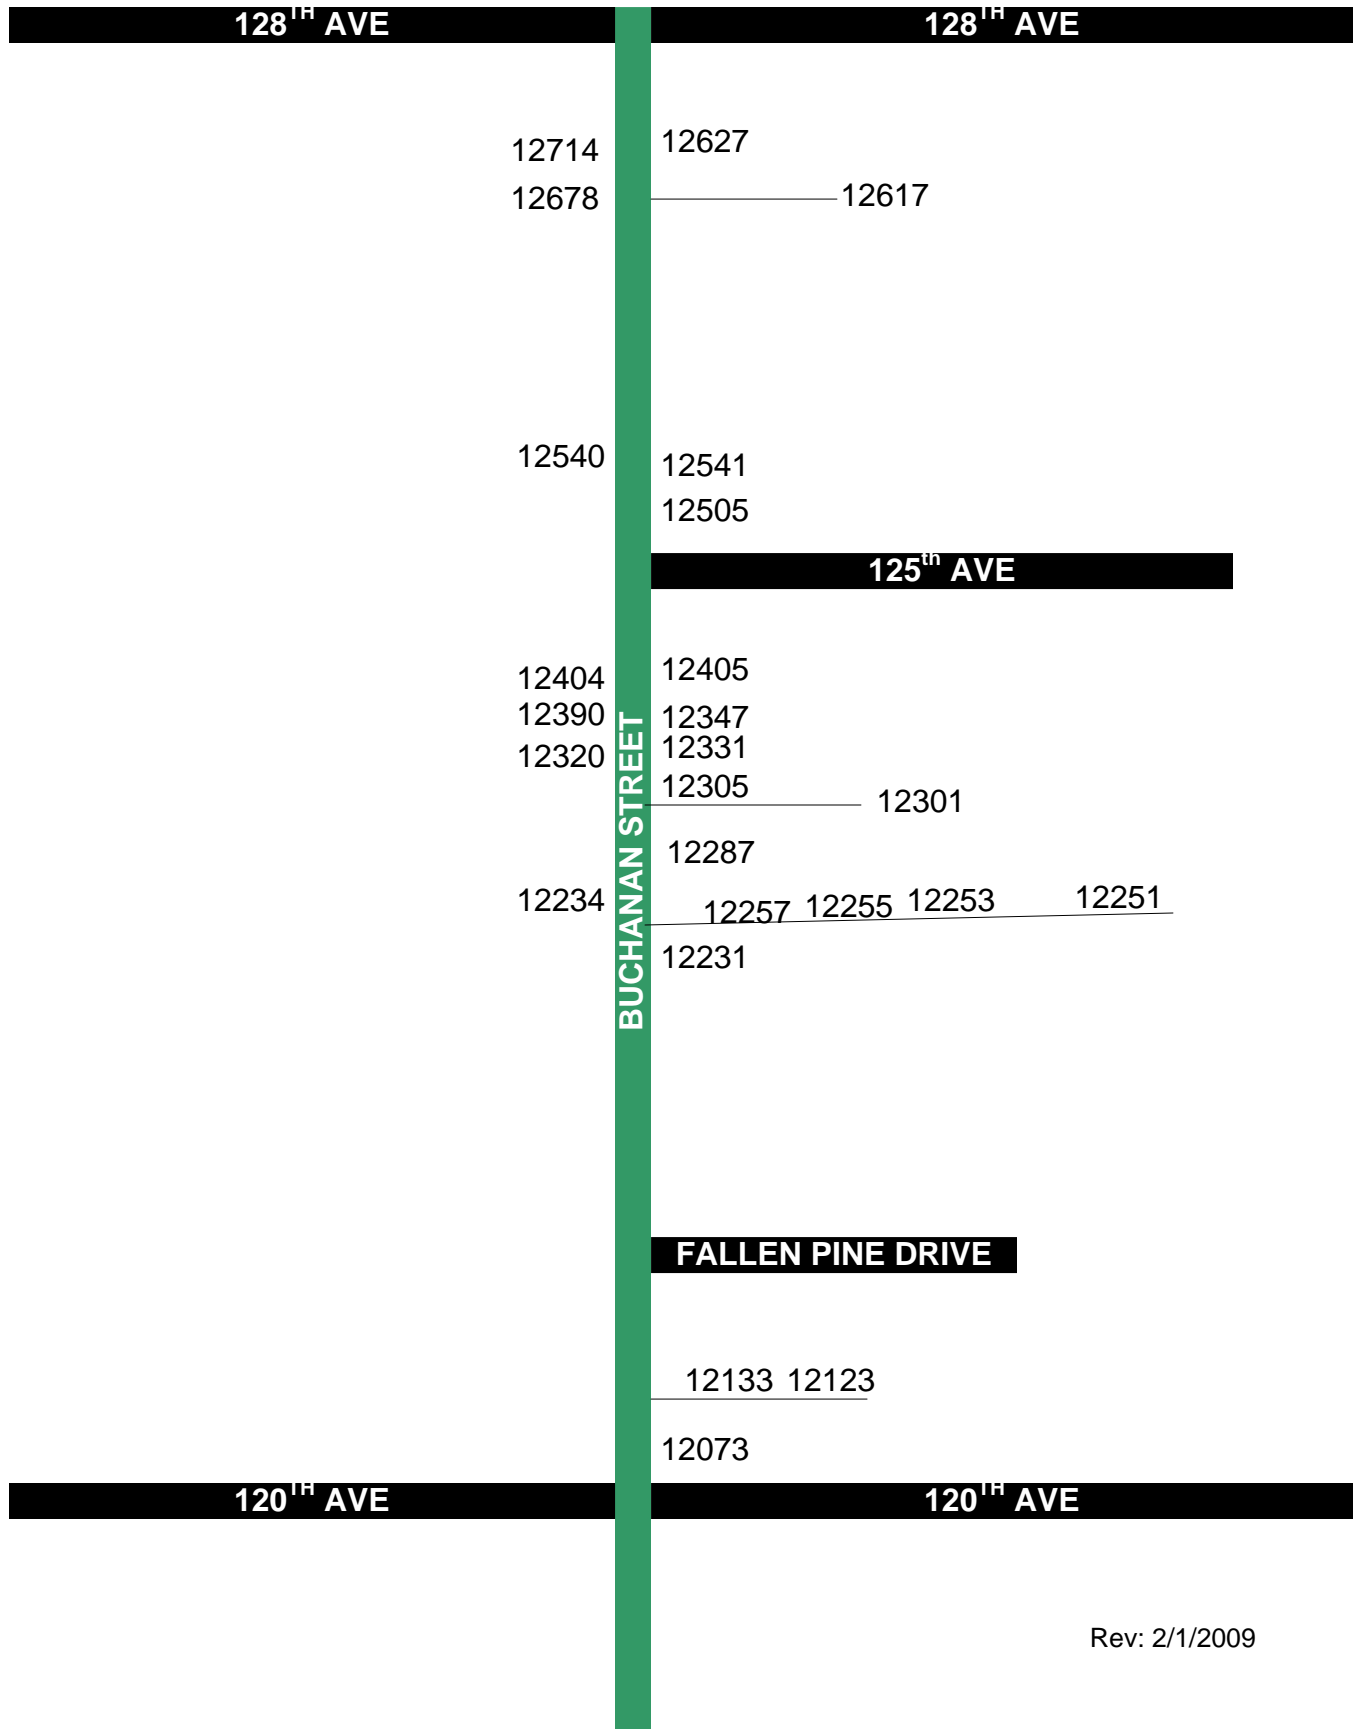 128TH AVE 128TH AVE
12714 12627
12678 12617
12540 12541
12505
125th AVE
12404 12405
12390 12347
12320 12331
12305 12301
12287
12234 12257 12255 12253 12251
12231
BUCHANAN STREET
FALLEN PINE DRIVE
12133 12123
12073
120TH AVE 120TH AVE
Rev: 2/1/2009